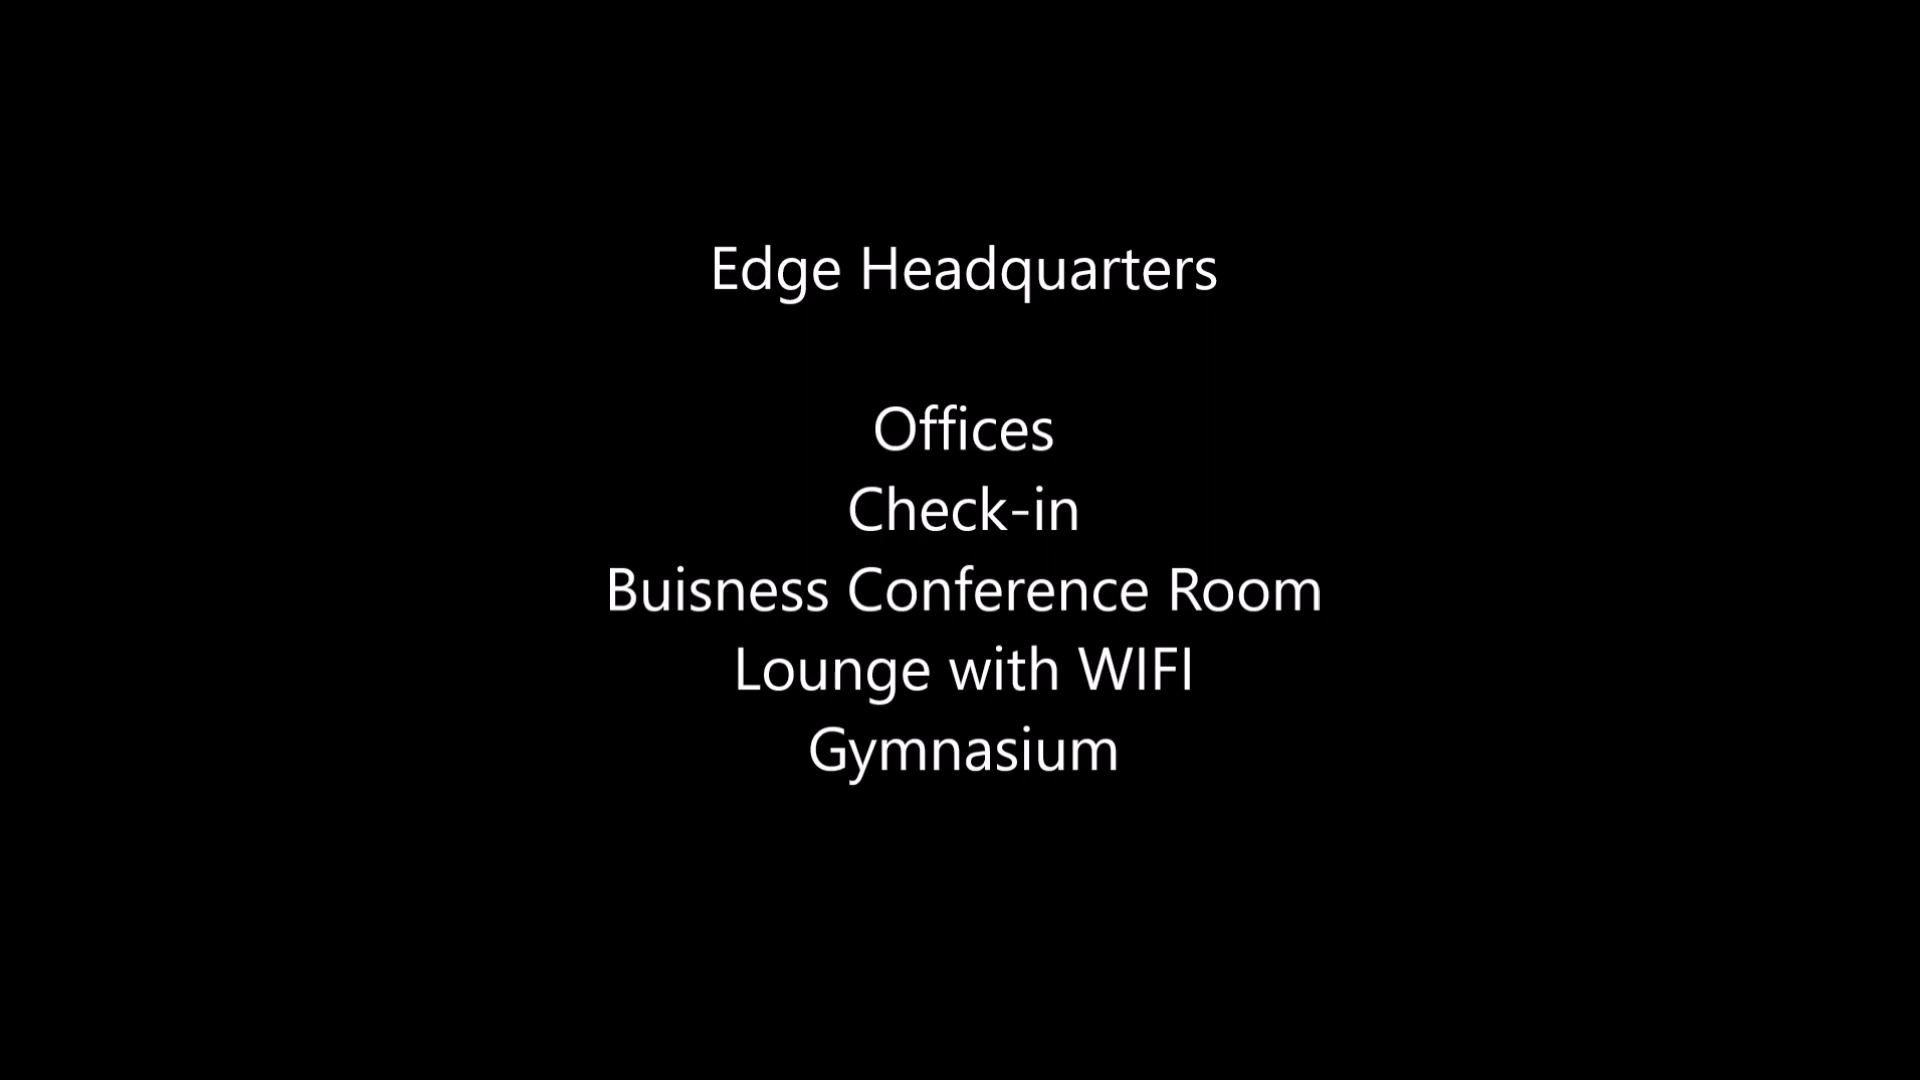 Edge Headquarters
Offices
Check-in
Buisness Conference Room
Lounge with WIFI
Gymnasium